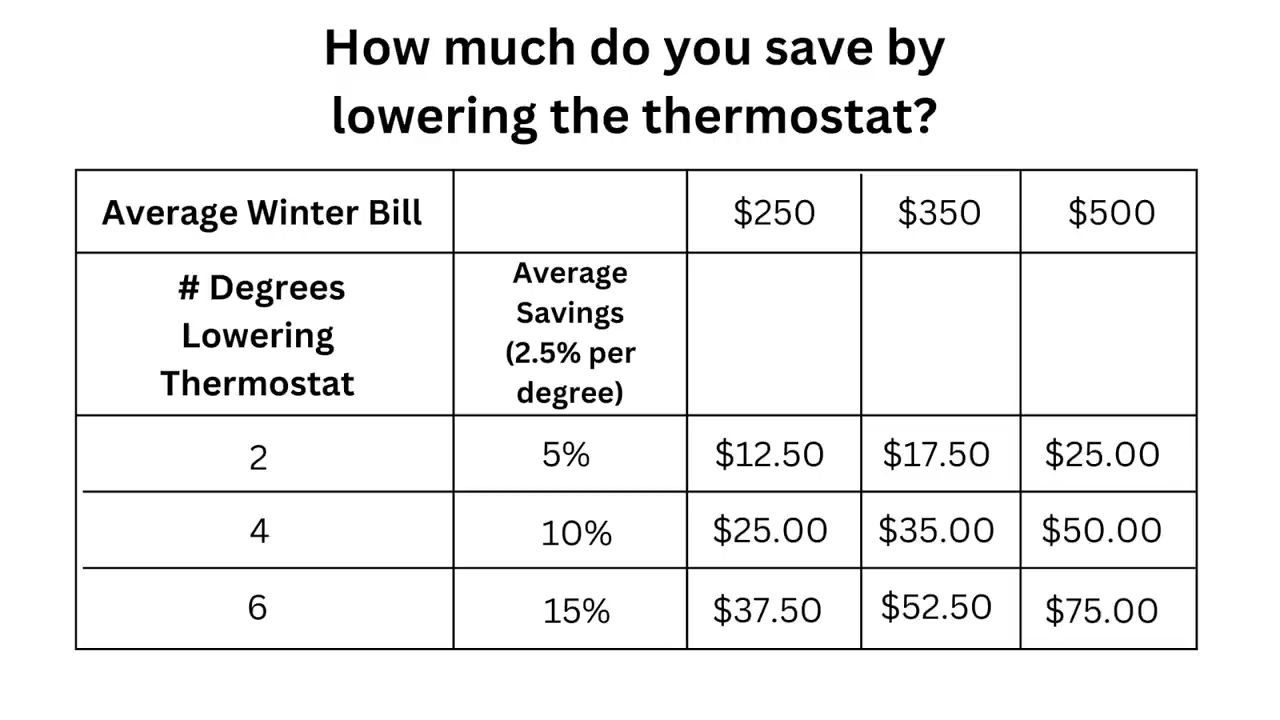 How much do you save by
lowering the thermostat?
Average Winter Bill $250 $350 $500
# Degrees
Lowering
Thermostat
Average
Savings
(2.5% per
degree)
2 5% $12.50 $17.50 $25.00
4 10% $25.00 $35.00 $50.00
6 15% $37.50 $52.50 $75.00